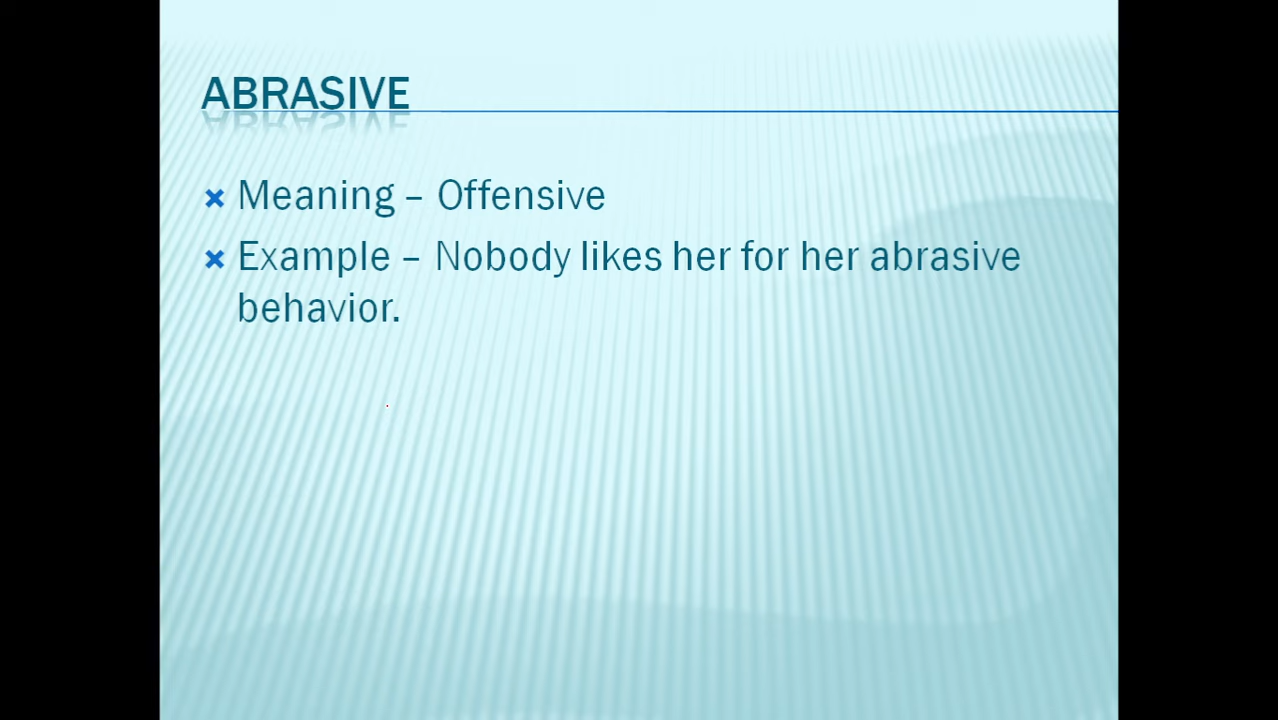 ABRASIVE
Meaning – Offensive
Example – Nobody likes her for her abrasive
behavior.